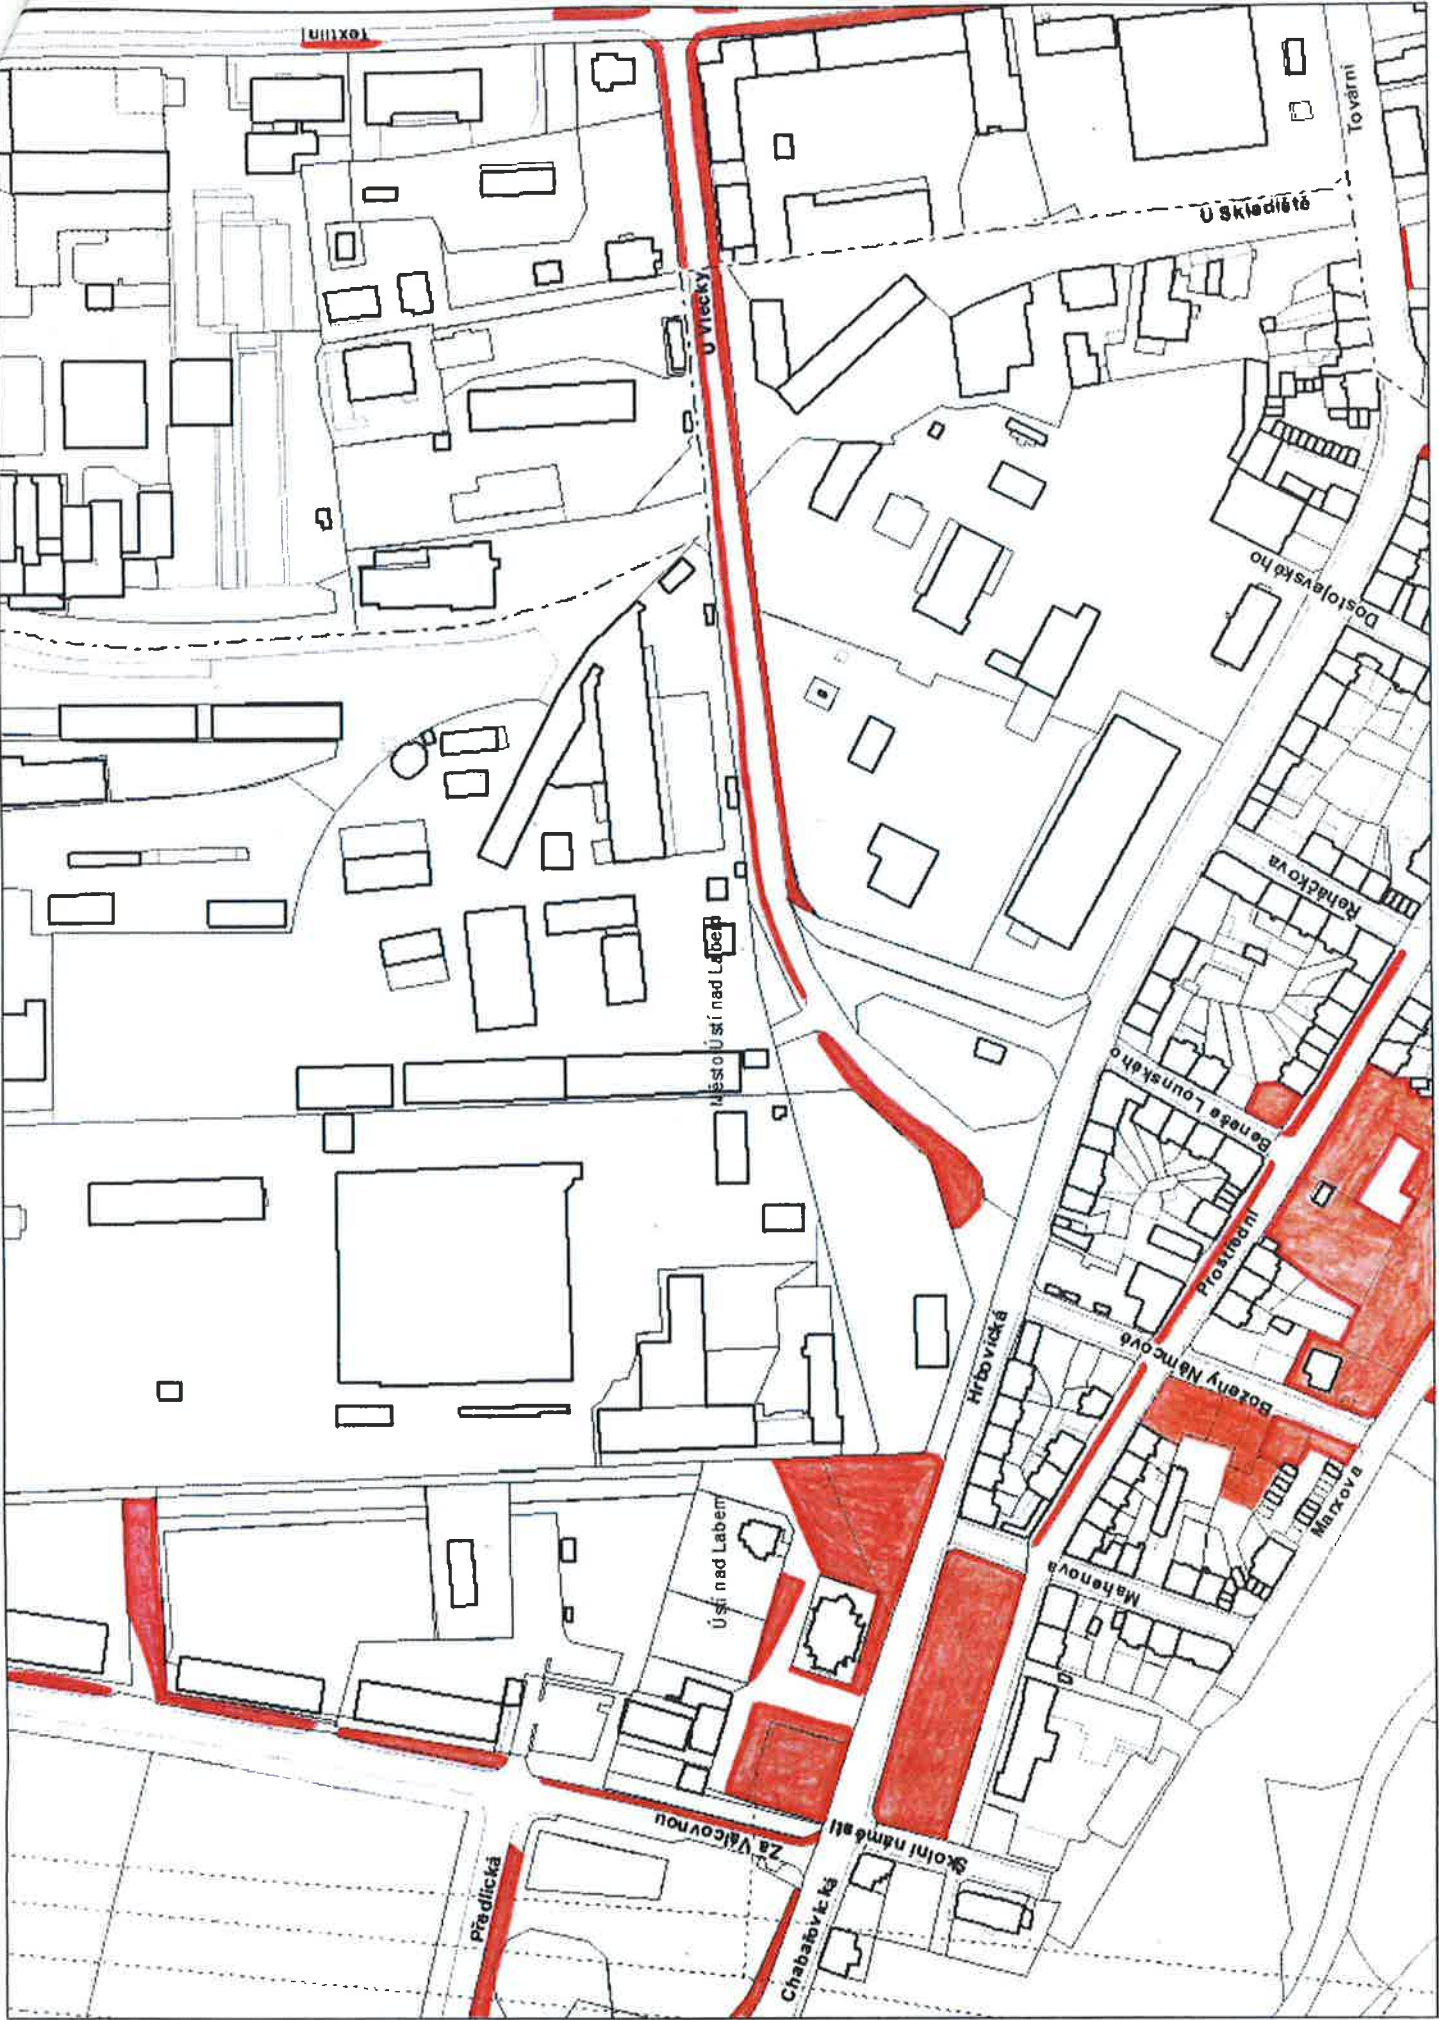 Textilní
Tovární
U Skladiště
U Vlečky
Dostojevského
Řeháčkova
Město Ústí nad Labem
Beneše Lounského
Prostřední
Hrbovická
Boženy Němcové
Marxova
Ústí nad Labem
Mahenova
Za Válcovnou
Školní náměstí
Předlická
Chabařovická